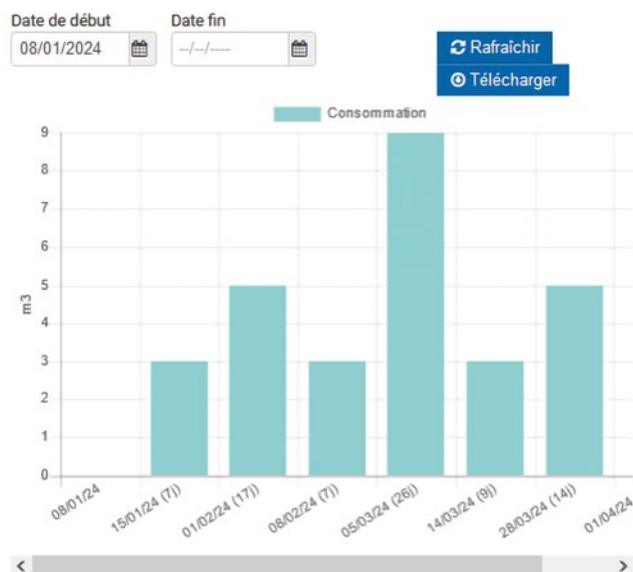 Date de début
Date fin
08/01/2024
--/--/----
Rafraîchir
Télécharger
Consommation
9
8
7
6
5
4
3
2
1
0
m3
08/01/24
15/01/24 (7j)
01/02/24 (17j)
08/02/24 (7j)
05/03/24 (26j)
14/03/24 (9j)
28/03/24 (14j)
01/04/24